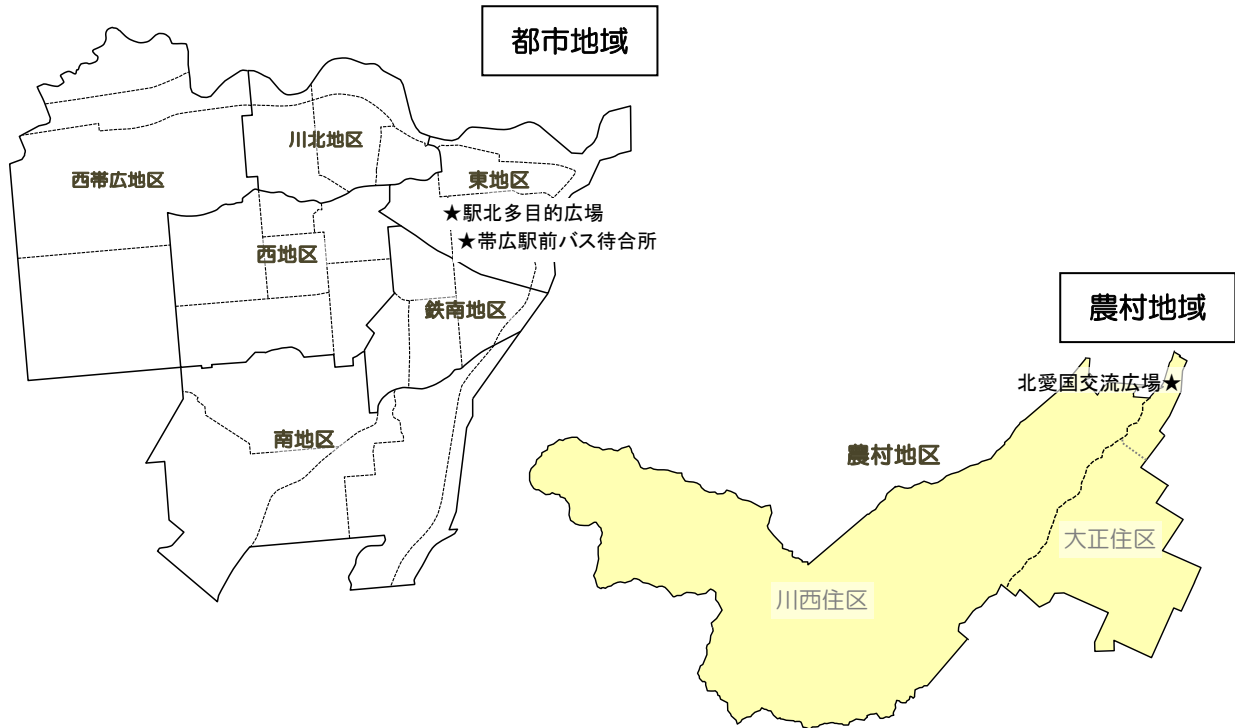 都市地域
川北地区
西帯広地区
東地区
★駅北多目的広場
★帯広駅前バス待合所
西地区
鉄南地区
南地区
農村地域
北愛国交流広場★
農村地区
大正住区
川西住区